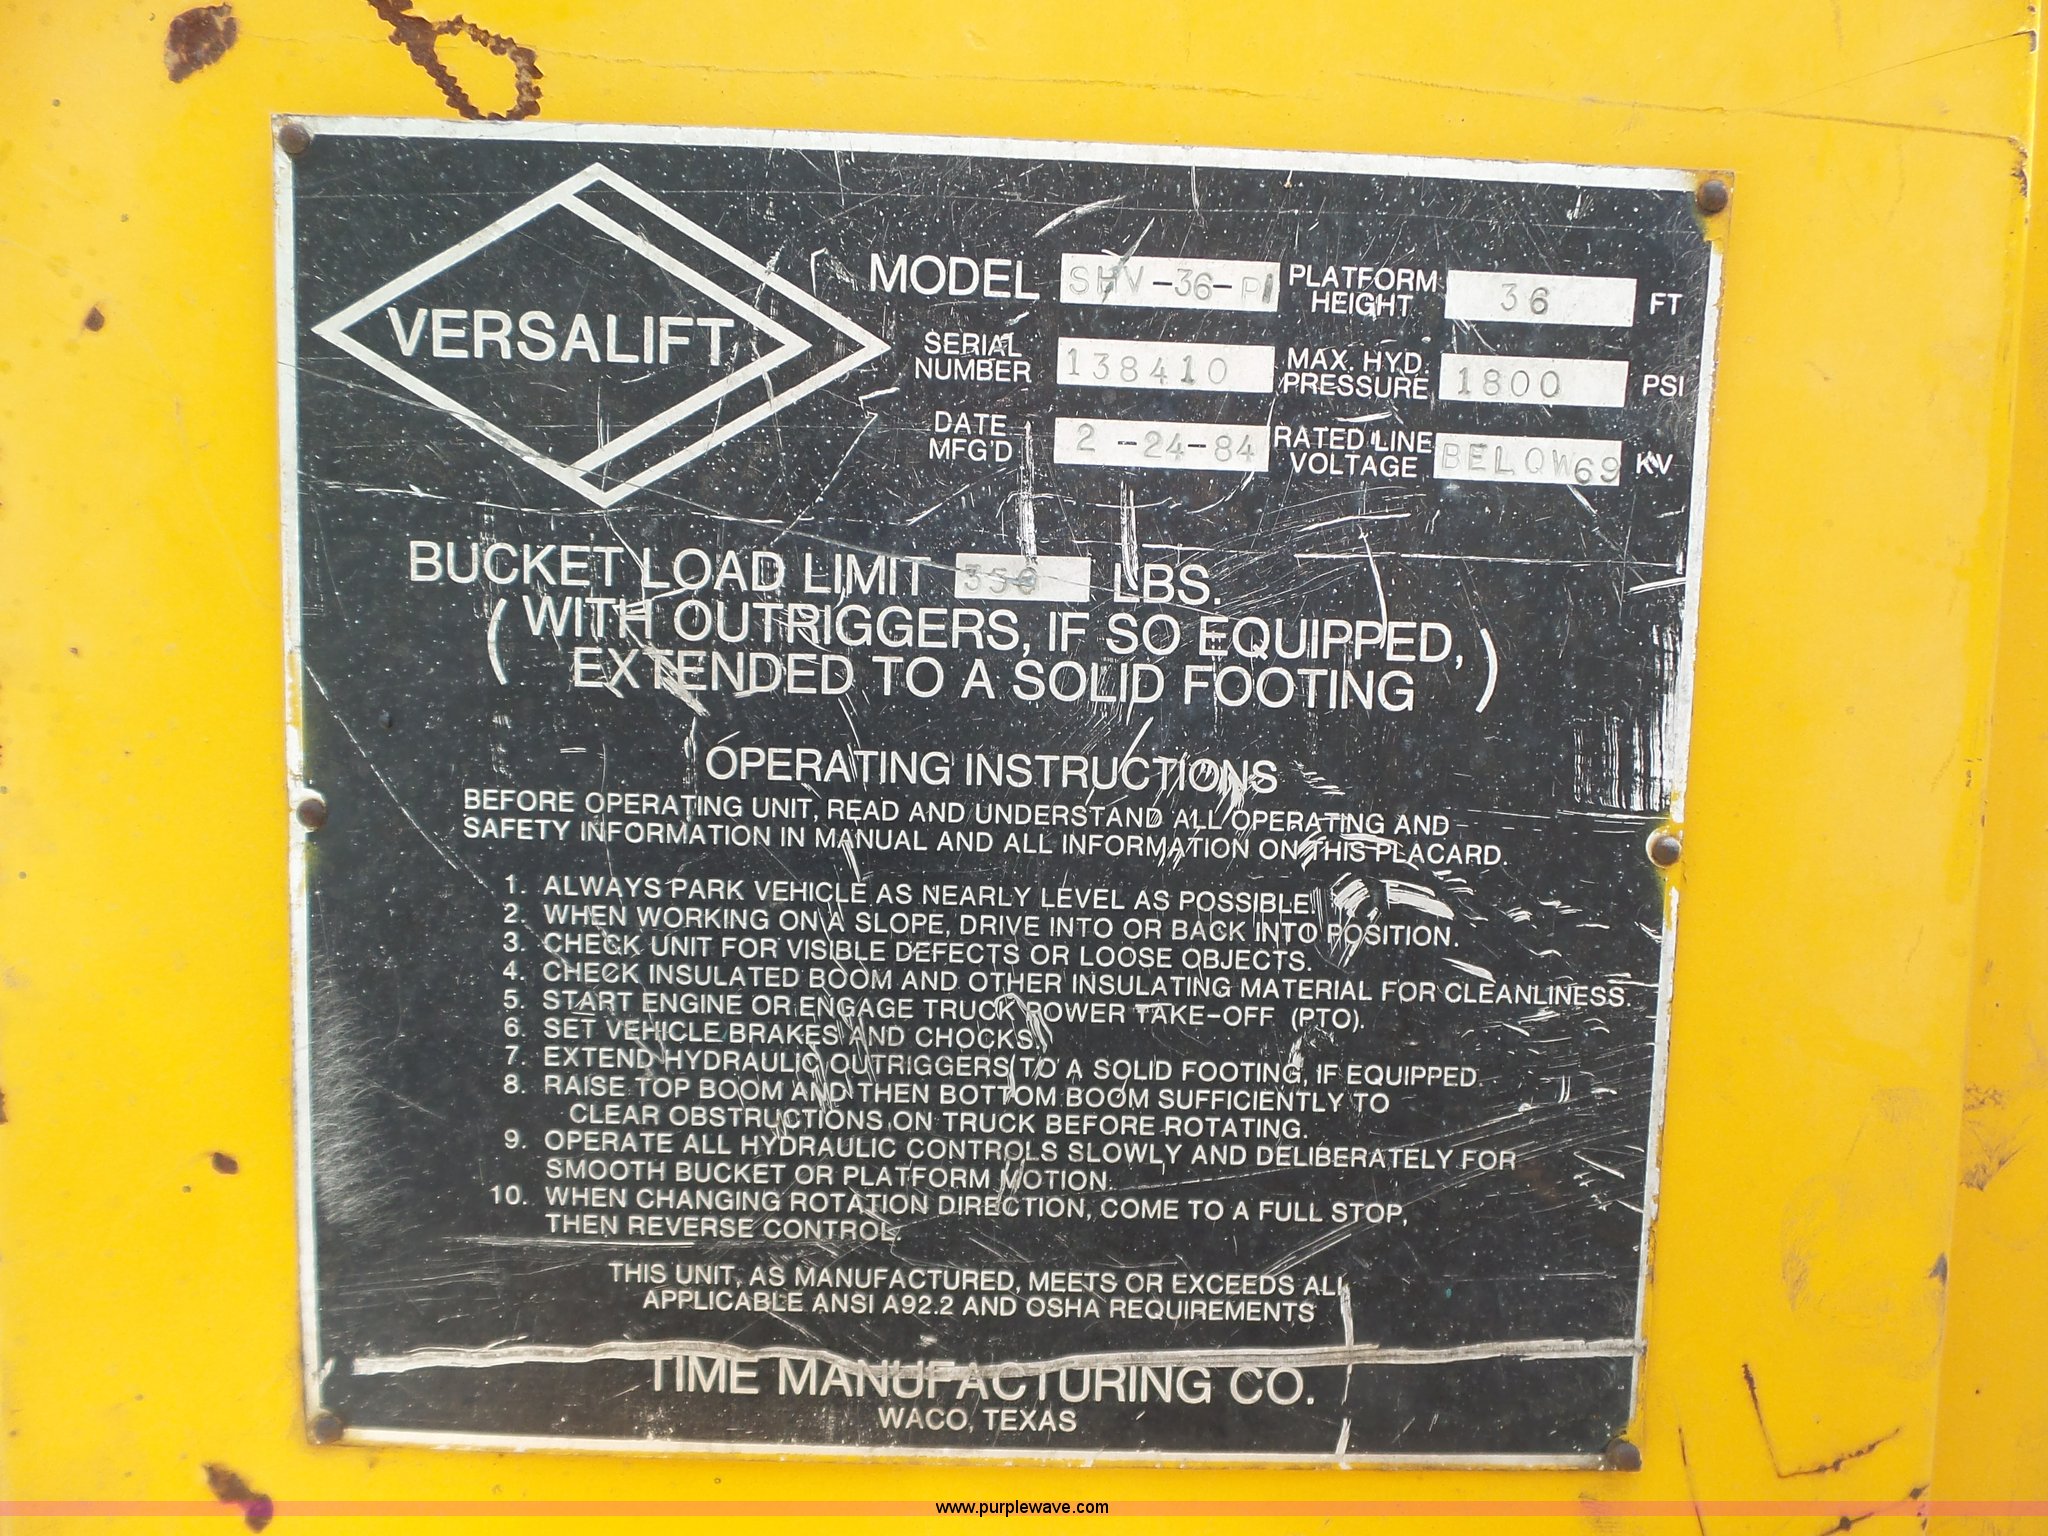 VERSALIFT
MODEL SHV-36-PI PLATFORM HEIGHT 36 FT
SERIAL NUMBER 138410 MAX. HYD. PRESSURE 1800 PSI
DATE MFG'D 2-24-84 RATED LINE VOLTAGE BELOW 69 KV
BUCKET LOAD LIMIT 350 LBS.
(WITH OUTRIGGERS, IF SO EQUIPPED,
EXTENDED TO A SOLID FOOTING)
OPERATING INSTRUCTIONS
BEFORE OPERATING UNIT, READ AND UNDERSTAND ALL OPERATING AND
SAFETY INFORMATION IN MANUAL AND ALL INFORMATION ON THIS PLACARD.
1. ALWAYS PARK VEHICLE AS NEARLY LEVEL AS POSSIBLE.
2. WHEN WORKING ON A SLOPE, DRIVE INTO OR BACK INTO POSITION.
3. CHECK UNIT FOR VISIBLE DEFECTS OR LOOSE OBJECTS.
4. CHECK INSULATED BOOM AND OTHER INSULATING MATERIAL FOR CLEANLINESS.
5. START ENGINE OR ENGAGE TRUCK POWER TAKE-OFF (PTO).
6. SET VEHICLE BRAKES AND CHOCKS.
7. EXTEND HYDRAULIC OUTRIGGERS TO A SOLID FOOTING, IF EQUIPPED.
8. RAISE TOP BOOM AND THEN BOTTOM BOOM SUFFICIENTLY TO
CLEAR OBSTRUCTIONS ON TRUCK BEFORE ROTATING.
9. OPERATE ALL HYDRAULIC CONTROLS SLOWLY AND DELIBERATELY FOR
SMOOTH BUCKET OR PLATFORM MOTION.
10. WHEN CHANGING ROTATION DIRECTION, COME TO A FULL STOP,
THEN REVERSE CONTROL.
THIS UNIT, AS MANUFACTURED, MEETS OR EXCEEDS ALL
APPLICABLE ANSI A92.2 AND OSHA REQUIREMENTS
TIME MANUFACTURING CO.
WACO, TEXAS
www.purplewave.com